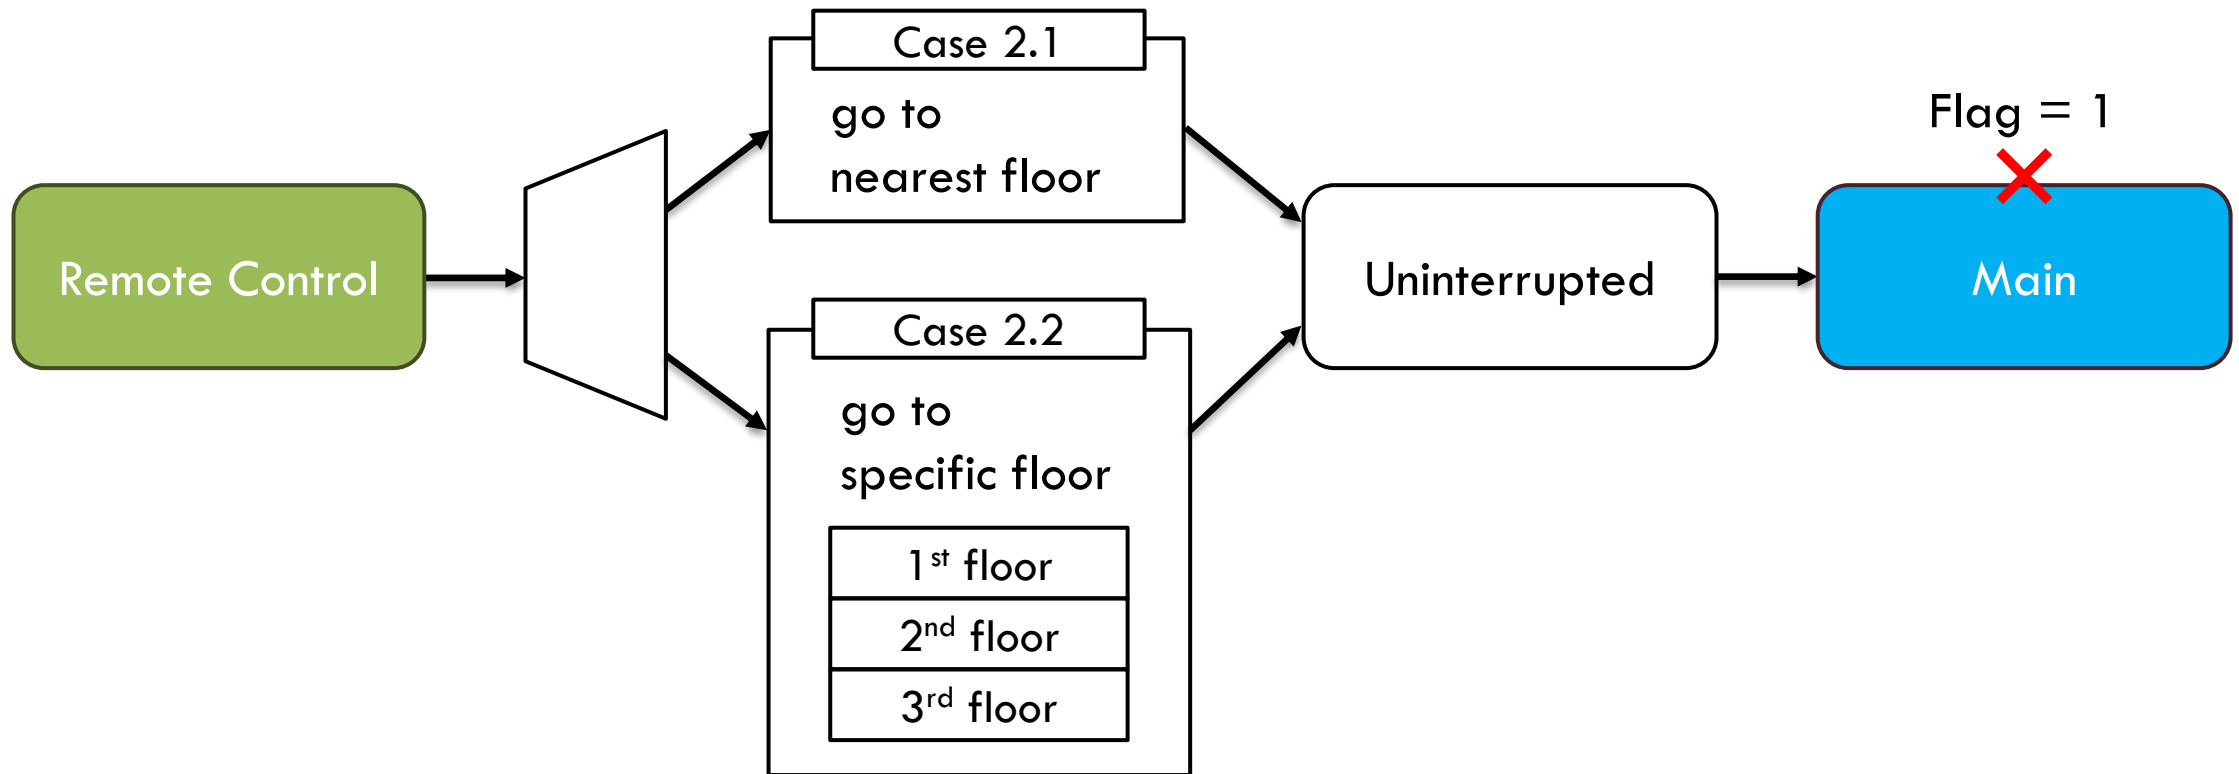 Remote Control
Case 2.1
go to
nearest floor
Case 2.2
go to
specific floor
1st floor
2nd floor
3rd floor
Uninterrupted
Flag = 1
Main